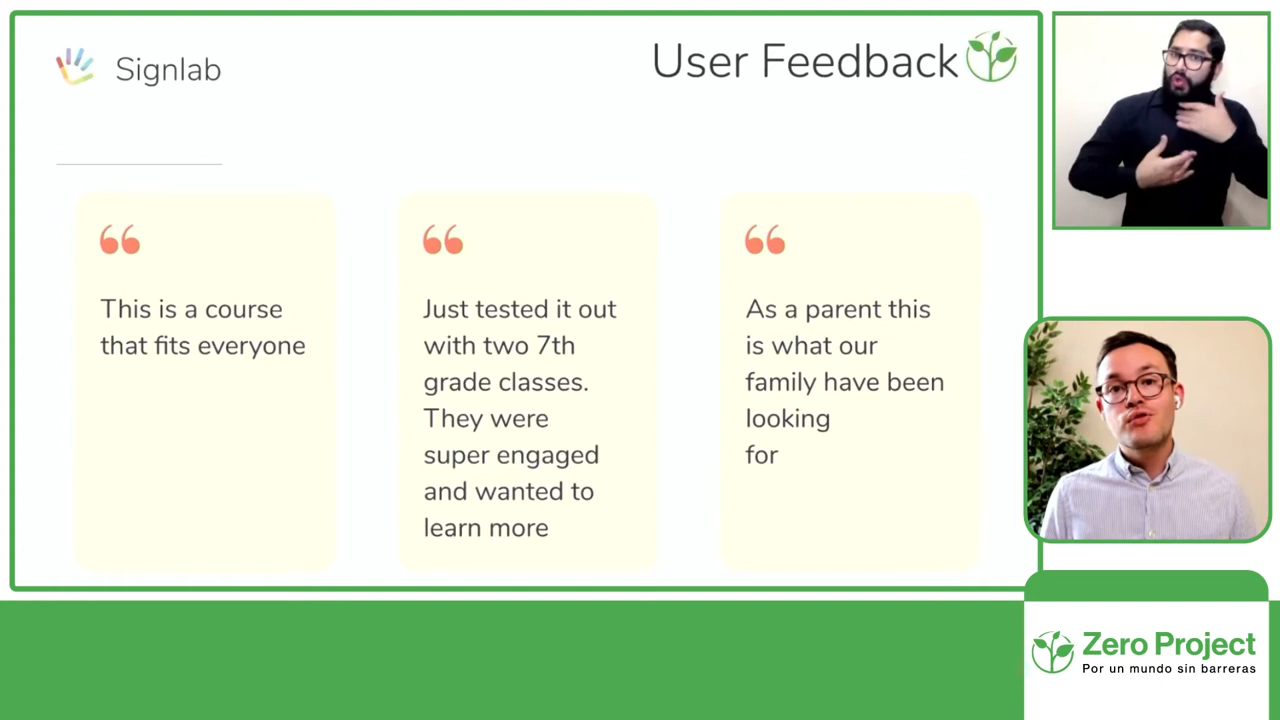 Signlab
User Feedback
❝
This is a course
that fits everyone
❝
Just tested it out
with two 7th
grade classes.
They were
super engaged
and wanted to
learn more
❝
As a parent this
is what our
family have been
looking
for
Zero Project
Por un mundo sin barreras